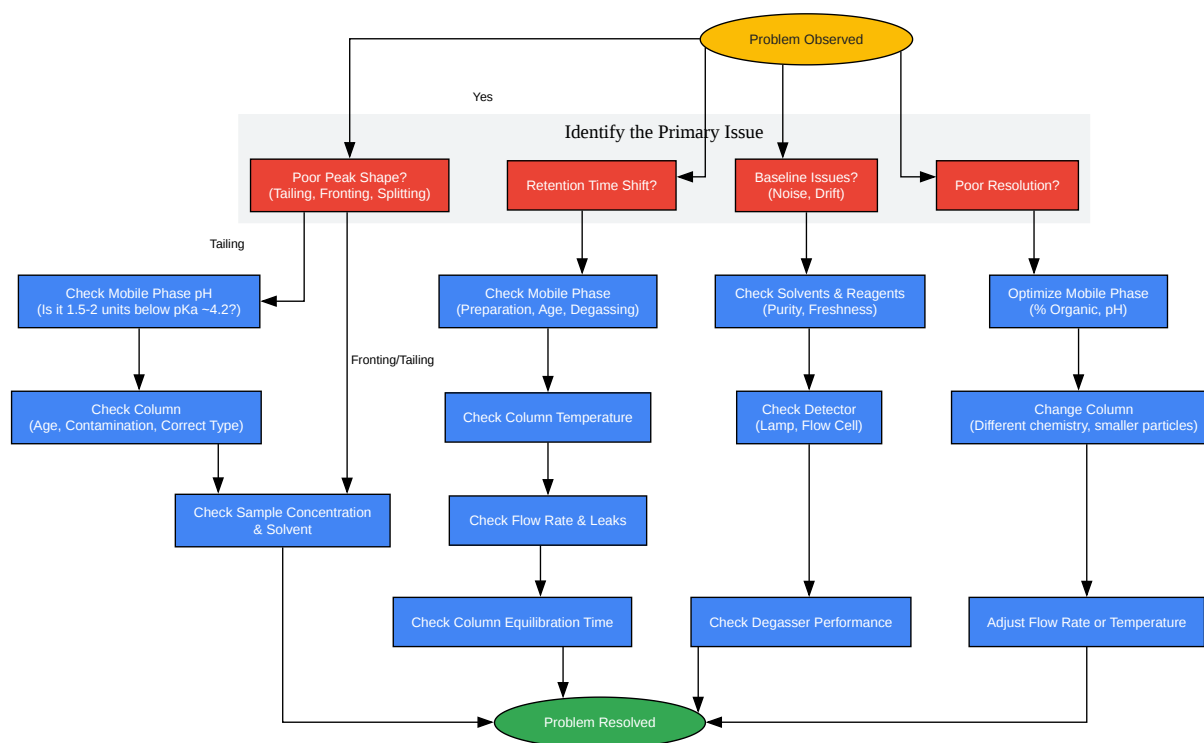 Problem Observed
Yes
Identify the Primary Issue
Poor Peak Shape?
(Tailing, Fronting, Splitting)
Retention Time Shift?
Baseline Issues?
(Noise, Drift)
Poor Resolution?
Tailing
Check Mobile Phase pH
(Is it 1.5-2 units below pKa ~4.2?)
Check Mobile Phase
(Preparation, Age, Degassing)
Check Solvents & Reagents
(Purity, Freshness)
Optimize Mobile Phase
(% Organic, pH)
Fronting/Tailing
Check Column
(Age, Contamination, Correct Type)
Check Column Temperature
Check Detector
(Lamp, Flow Cell)
Change Column
(Different chemistry, smaller particles)
Check Sample Concentration
& Solvent
Check Flow Rate & Leaks
Check Column Equilibration Time
Check Degasser Performance
Adjust Flow Rate or Temperature
Problem Resolved